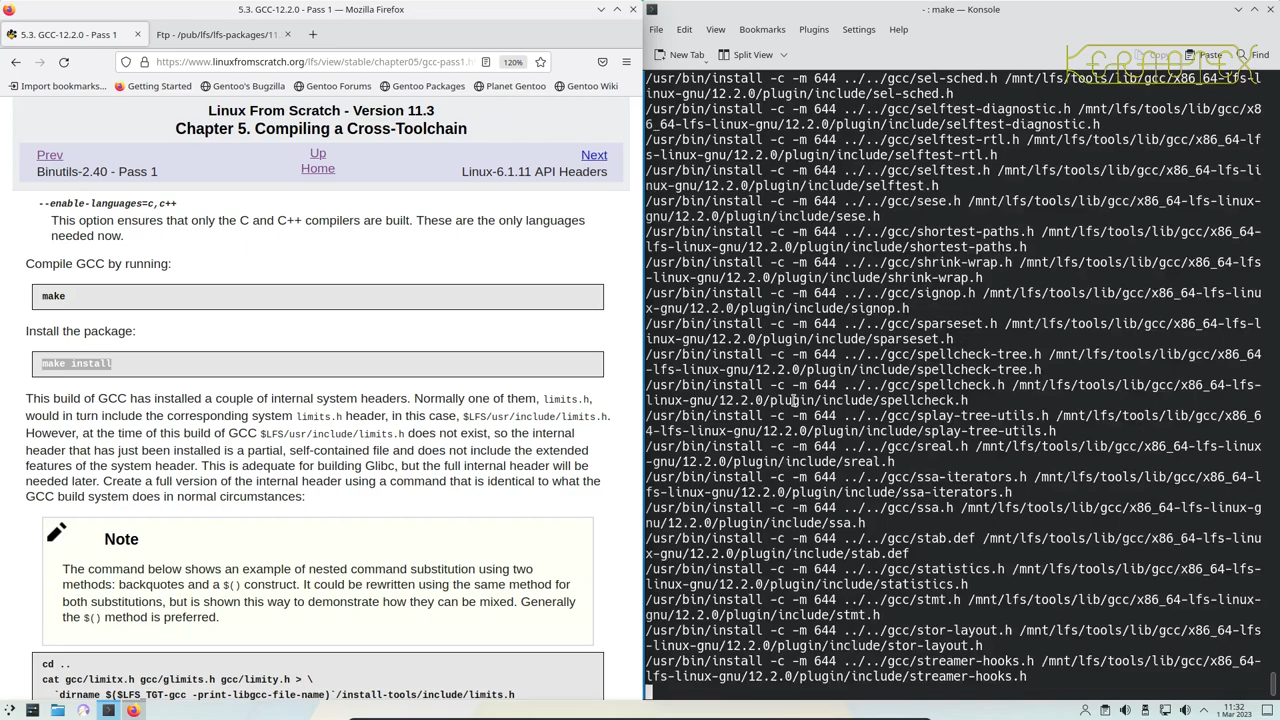 5.3. GCC-12.2.0 - Pass 1 — Mozilla Firefox
5.3. GCC-12.2.0 - Pass 1
Ftp - /pub/lfs/lfs-packages/11.
https://www.linuxfromscratch.org/lfs/view/stable/chapter05/gcc-pass1.h
120%
Import bookmarks...
Getting Started
Gentoo's Bugzilla
Gentoo Forums
Gentoo Packages
Planet Gentoo
Gentoo Wiki
Linux From Scratch - Version 11.3
Chapter 5. Compiling a Cross-Toolchain
Prev
Up
Next
Binutils-2.40 - Pass 1
Home
Linux-6.1.11 API Headers
--enable-languages=c,c++
This option ensures that only the C and C++ compilers are built. These are the only languages
needed now.
Compile GCC by running:
make
Install the package:
make install
This build of GCC has installed a couple of internal system headers. Normally one of them, limits.h,
would in turn include the corresponding system limits.h header, in this case, $LFS/usr/include/limits.h.
However, at the time of this build of GCC $LFS/usr/include/limits.h does not exist, so the internal
header that has just been installed is a partial, self-contained file and does not include the extended
features of the system header. This is adequate for building Glibc, but the full internal header will be
needed later. Create a full version of the internal header using a command that is identical to what the
GCC build system does in normal circumstances:
Note
The command below shows an example of nested command substitution using two
methods: backquotes and a $() construct. It could be rewritten using the same method for
both substitutions, but is shown this way to demonstrate how they can be mixed. Generally
the $() method is preferred.
cd ..
cat gcc/limitx.h gcc/glimits.h gcc/limity.h > \
`dirname $($LFS_TGT-gcc -print-libgcc-file-name)`/install-tools/include/limits.h
- : make — Konsole
File Edit View Bookmarks Plugins Settings Help
New Tab
Split View
Copy
Paste
Find
/usr/bin/install -c -m 644 ../../gcc/sel-sched.h /mnt/lfs/tools/lib/gcc/x86_64-lfs-l
inux-gnu/12.2.0/plugin/include/sel-sched.h
/usr/bin/install -c -m 644 ../../gcc/selftest-diagnostic.h /mnt/lfs/tools/lib/gcc/x8
6_64-lfs-linux-gnu/12.2.0/plugin/include/selftest-diagnostic.h
/usr/bin/install -c -m 644 ../../gcc/selftest-rtl.h /mnt/lfs/tools/lib/gcc/x86_64-lf
s-linux-gnu/12.2.0/plugin/include/selftest-rtl.h
/usr/bin/install -c -m 644 ../../gcc/selftest.h /mnt/lfs/tools/lib/gcc/x86_64-lfs-li
nux-gnu/12.2.0/plugin/include/selftest.h
/usr/bin/install -c -m 644 ../../gcc/sese.h /mnt/lfs/tools/lib/gcc/x86_64-lfs-linux-
gnu/12.2.0/plugin/include/sese.h
/usr/bin/install -c -m 644 ../../gcc/shortest-paths.h /mnt/lfs/tools/lib/gcc/x86_64-
lfs-linux-gnu/12.2.0/plugin/include/shortest-paths.h
/usr/bin/install -c -m 644 ../../gcc/shrink-wrap.h /mnt/lfs/tools/lib/gcc/x86_64-lfs
-linux-gnu/12.2.0/plugin/include/shrink-wrap.h
/usr/bin/install -c -m 644 ../../gcc/signop.h /mnt/lfs/tools/lib/gcc/x86_64-lfs-linu
x-gnu/12.2.0/plugin/include/signop.h
/usr/bin/install -c -m 644 ../../gcc/sparseset.h /mnt/lfs/tools/lib/gcc/x86_64-lfs-l
inux-gnu/12.2.0/plugin/include/sparseset.h
/usr/bin/install -c -m 644 ../../gcc/spellcheck-tree.h /mnt/lfs/tools/lib/gcc/x86_64
-lfs-linux-gnu/12.2.0/plugin/include/spellcheck-tree.h
/usr/bin/install -c -m 644 ../../gcc/spellcheck.h /mnt/lfs/tools/lib/gcc/x86_64-lfs-
linux-gnu/12.2.0/plugin/include/spellcheck.h
/usr/bin/install -c -m 644 ../../gcc/splay-tree-utils.h /mnt/lfs/tools/lib/gcc/x86_6
4-lfs-linux-gnu/12.2.0/plugin/include/splay-tree-utils.h
/usr/bin/install -c -m 644 ../../gcc/sreal.h /mnt/lfs/tools/lib/gcc/x86_64-lfs-linux
-gnu/12.2.0/plugin/include/sreal.h
/usr/bin/install -c -m 644 ../../gcc/ssa-iterators.h /mnt/lfs/tools/lib/gcc/x86_64-l
fs-linux-gnu/12.2.0/plugin/include/ssa-iterators.h
/usr/bin/install -c -m 644 ../../gcc/ssa.h /mnt/lfs/tools/lib/gcc/x86_64-lfs-linux-g
nu/12.2.0/plugin/include/ssa.h
/usr/bin/install -c -m 644 ../../gcc/stab.def /mnt/lfs/tools/lib/gcc/x86_64-lfs-linu
x-gnu/12.2.0/plugin/include/stab.def
/usr/bin/install -c -m 644 ../../gcc/statistics.h /mnt/lfs/tools/lib/gcc/x86_64-lfs-
linux-gnu/12.2.0/plugin/include/statistics.h
/usr/bin/install -c -m 644 ../../gcc/stmt.h /mnt/lfs/tools/lib/gcc/x86_64-lfs-linux-
gnu/12.2.0/plugin/include/stmt.h
/usr/bin/install -c -m 644 ../../gcc/stor-layout.h /mnt/lfs/tools/lib/gcc/x86_64-lfs
-linux-gnu/12.2.0/plugin/include/stor-layout.h
/usr/bin/install -c -m 644 ../../gcc/streamer-hooks.h /mnt/lfs/tools/lib/gcc/x86_64-
lfs-linux-gnu/12.2.0/plugin/include/streamer-hooks.h
11:32
1 Mar 2023